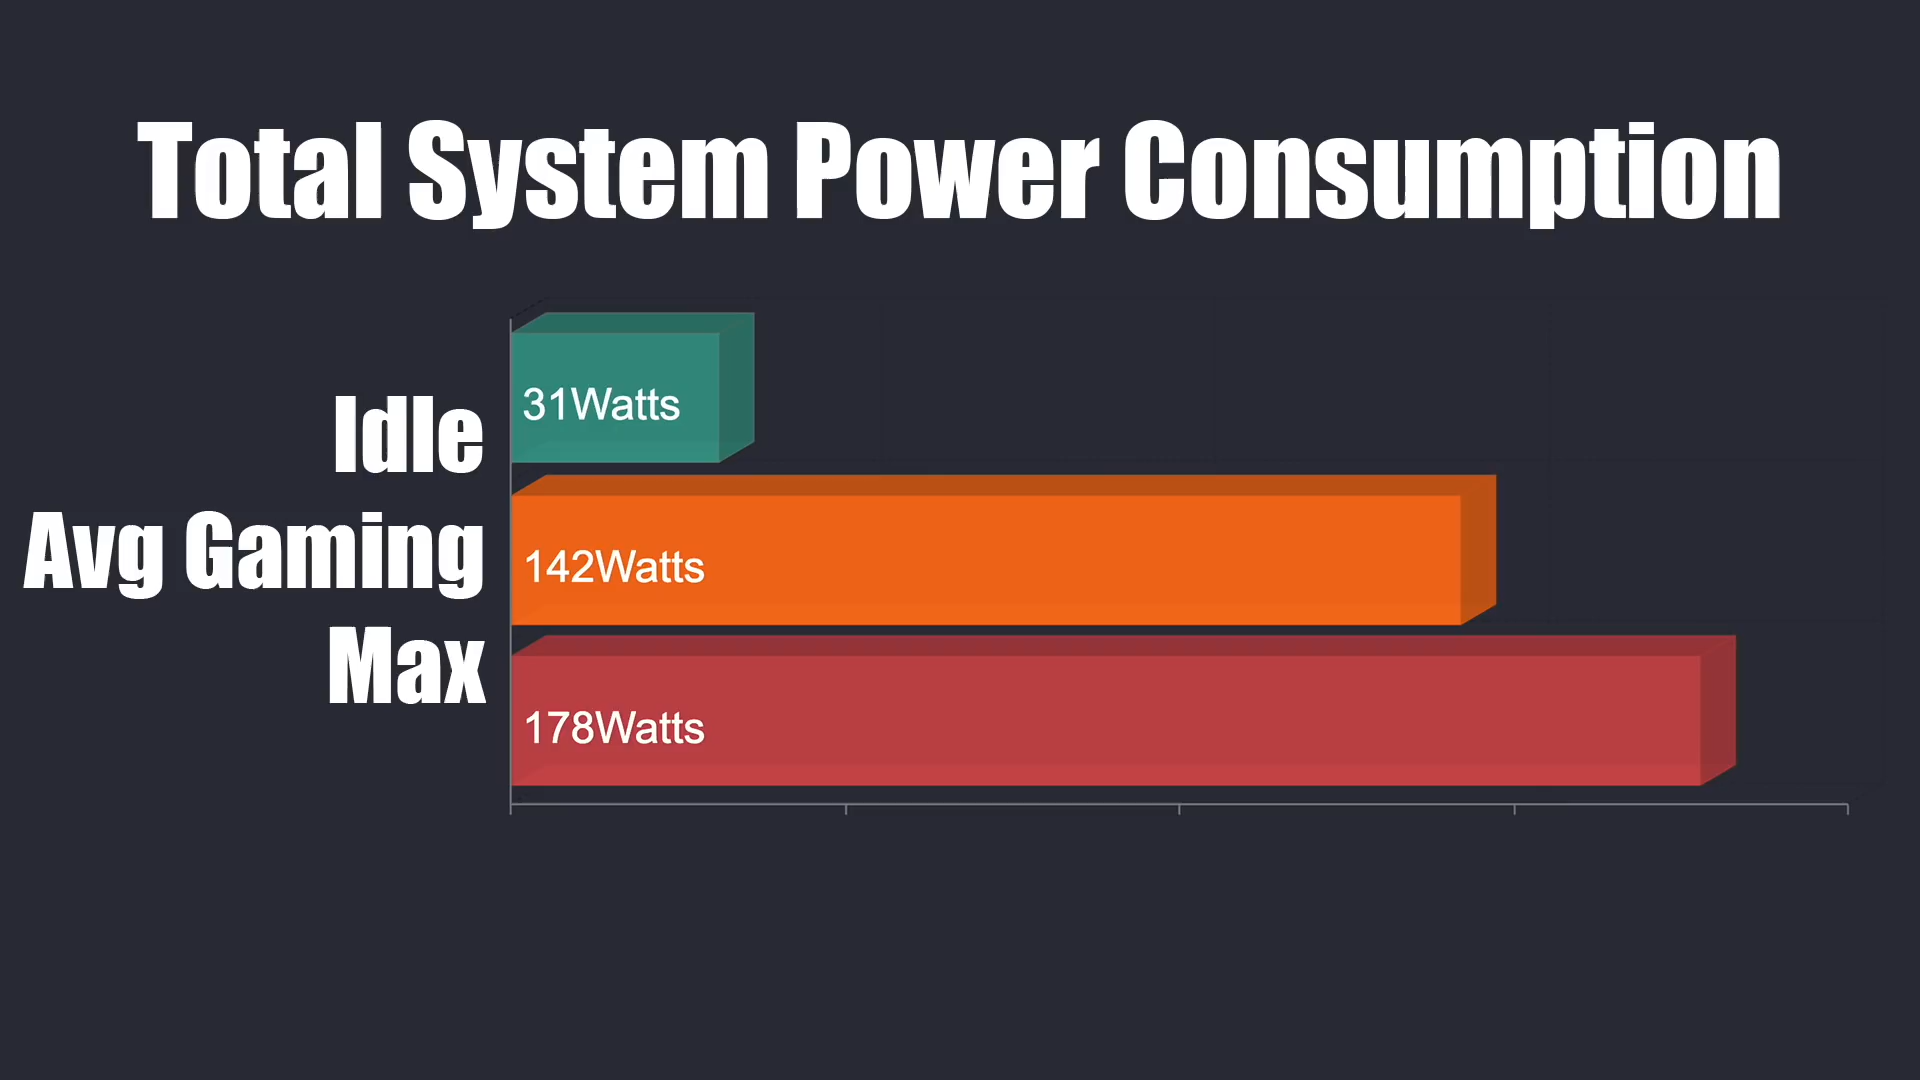 Total System Power Consumption
31Watts
Idle
142Watts
Avg Gaming
Max
178Watts